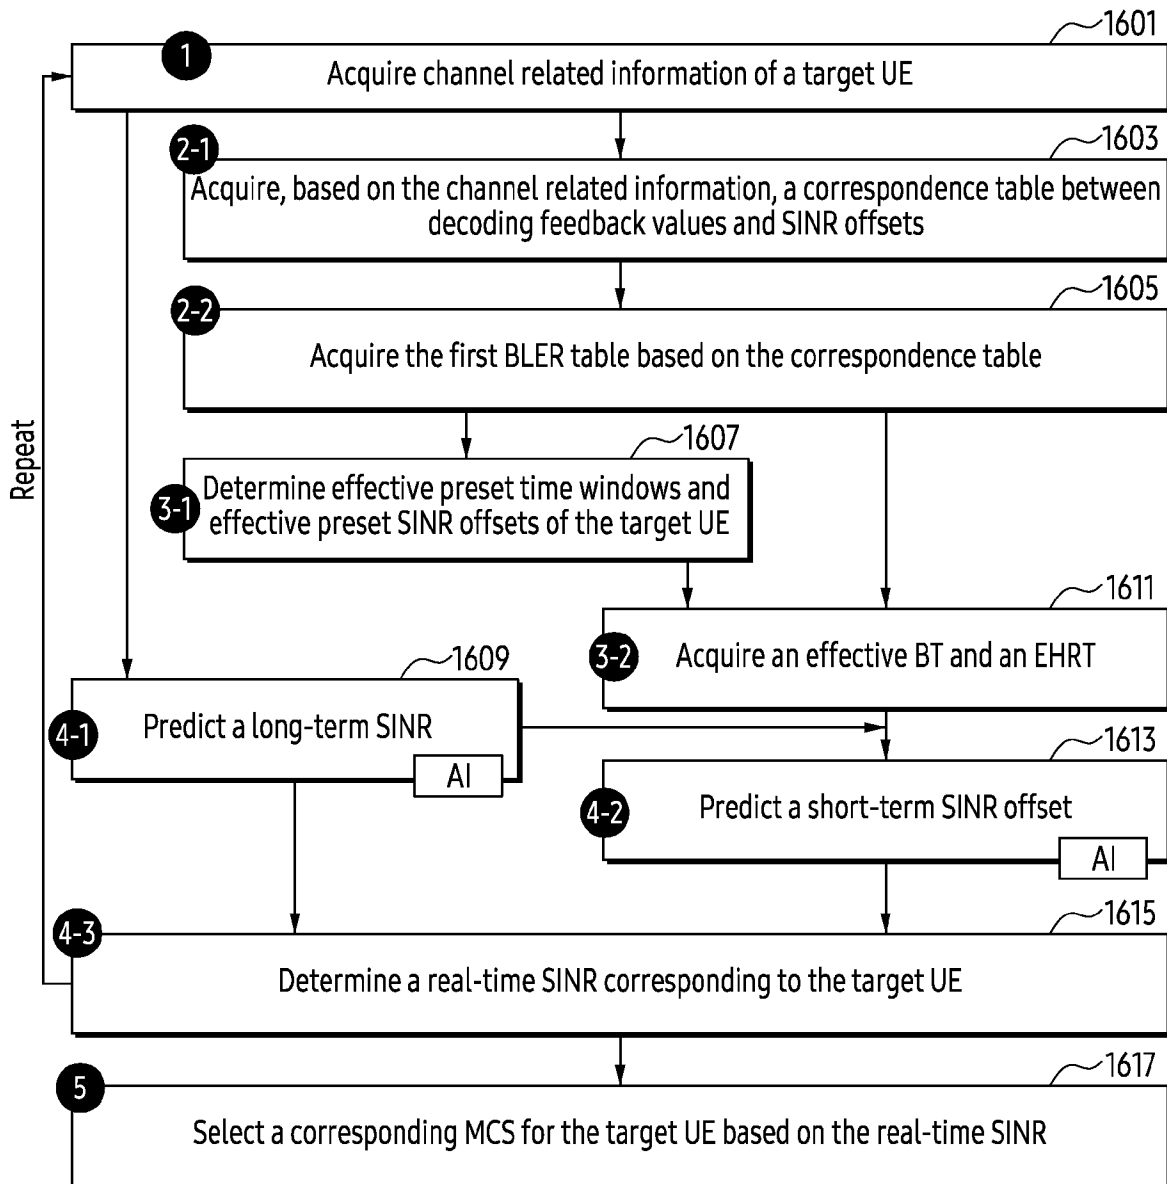 1601
1
Acquire channel related information of a target UE
1603
2-1
Acquire, based on the channel related information, a correspondence table between
decoding feedback values and SINR offsets
1605
2-2
Acquire the first BLER table based on the correspondence table
Repeat
1607
3-1
Determine effective preset time windows and
effective preset SINR offsets of the target UE
1611
3-2
Acquire an effective BT and an EHRT
1609
4-1
Predict a long-term SINR
AI
1613
4-2
Predict a short-term SINR offset
AI
1615
4-3
Determine a real-time SINR corresponding to the target UE
1617
5
Select a corresponding MCS for the target UE based on the real-time SINR